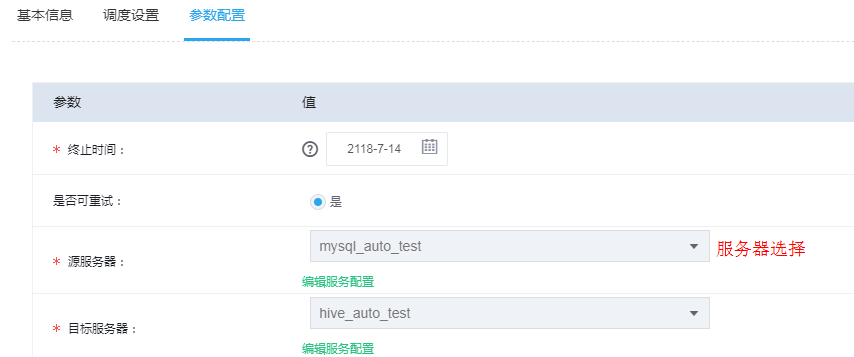 基本信息 调度设置 参数配置
参数 值
* 终止时间： ? 2118-7-14
是否可重试： 是
* 源服务器： mysql_auto_test 服务器选择
编辑服务配置
* 目标服务器： hive_auto_test
编辑服务配置